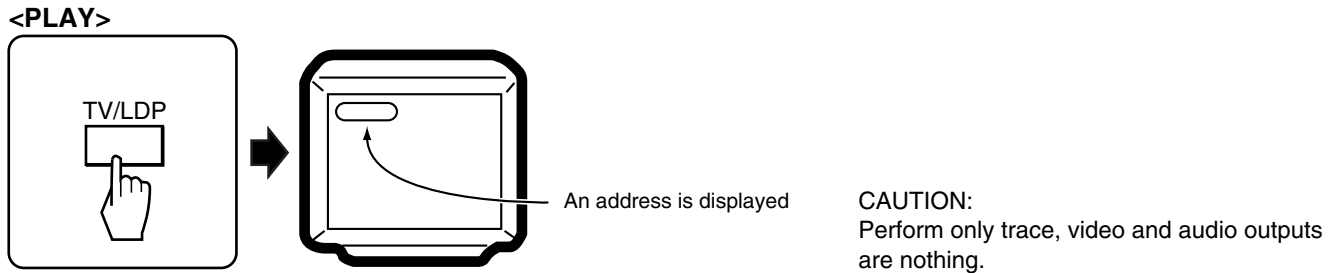 <PLAY>
TV/LDP
An address is displayed
CAUTION:
Perform only trace, video and audio outputs
are nothing.